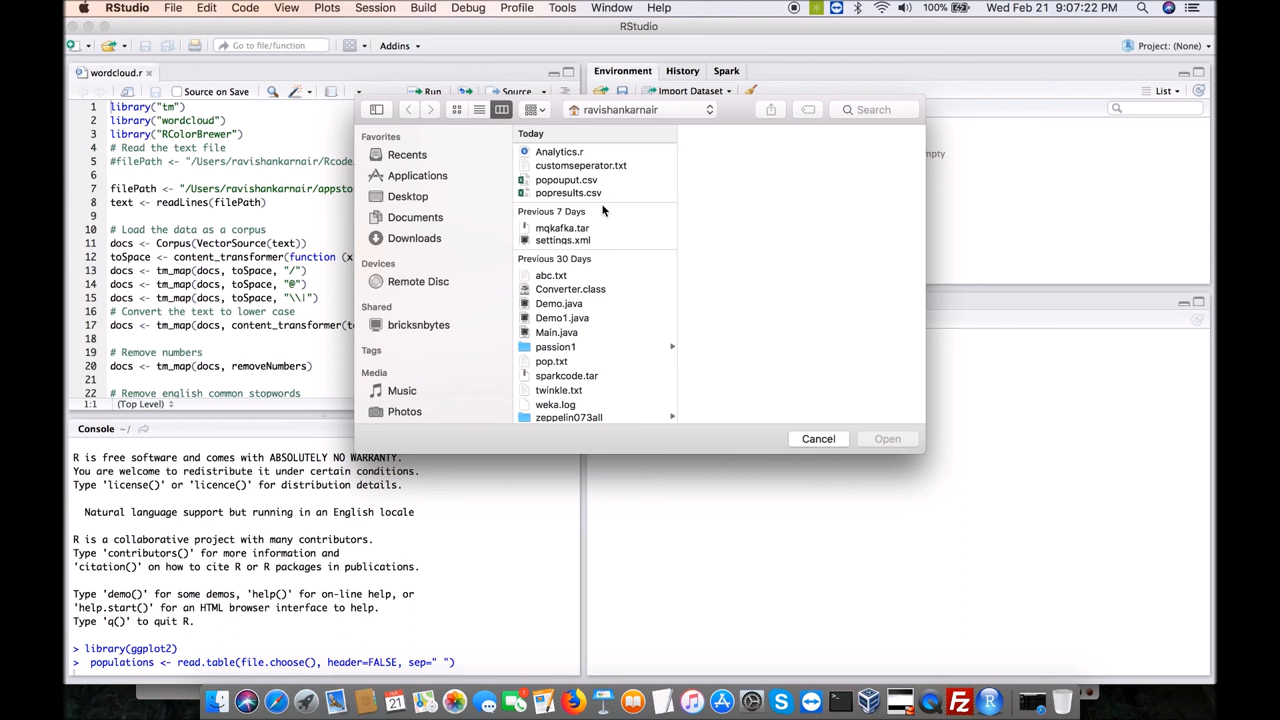 RStudio File Edit Code View Plots Session Build Debug Profile Tools Window Help 100% Wed Feb 21 9:07:22 PM
RStudio
Go to file/function Addins Project: (None)
wordcloud.r
Source on Save Run Source
1 library("tm")
2 library("wordcloud")
3 library("RColorBrewer")
4 # Read the text file
5 #filePath <- "/Users/ravishankarnair/Rcode
6
7 filePath <- "/Users/ravishankarnair/appsto
8 text <- readLines(filePath)
9
10 # Load the data as a corpus
11 docs <- Corpus(VectorSource(text))
12 toSpace <- content_transformer(function (x
13 docs <- tm_map(docs, toSpace, "/")
14 docs <- tm_map(docs, toSpace, "@")
15 docs <- tm_map(docs, toSpace, "\\|")
16 # Convert the text to lower case
17 docs <- tm_map(docs, content_transformer(t
18
19 # Remove numbers
20 docs <- tm_map(docs, removeNumbers)
21
22 # Remove english common stopwords
1:1 (Top Level)
Console ~/
R is free software and comes with ABSOLUTELY NO WARRANTY.
You are welcome to redistribute it under certain conditions.
Type 'license()' or 'licence()' for distribution details.
Natural language support but running in an English locale
R is a collaborative project with many contributors.
Type 'contributors()' for more information and
'citation()' on how to cite R or R packages in publications.
Type 'demo()' for some demos, 'help()' for on-line help, or
'help.start()' for an HTML browser interface to help.
Type 'q()' to quit R.
> library(ggplot2)
> populations <- read.table(file.choose(), header=FALSE, sep=" ")
Environment History Spark
Import Dataset List
ravishankarnair Search
Favorites
Recents
Applications
Desktop
Documents
Downloads
Devices
Remote Disc
Shared
bricksnbytes
Tags
Media
Music
Photos
Today
Analytics.r
customseperator.txt
popouput.csv
popresults.csv
Previous 7 Days
mqkafka.tar
settings.xml
Previous 30 Days
abc.txt
Converter.class
Demo.java
Demo1.java
Main.java
passion1
pop.txt
sparkcode.tar
twinkle.txt
weka.log
zeppelin073all
Cancel Open